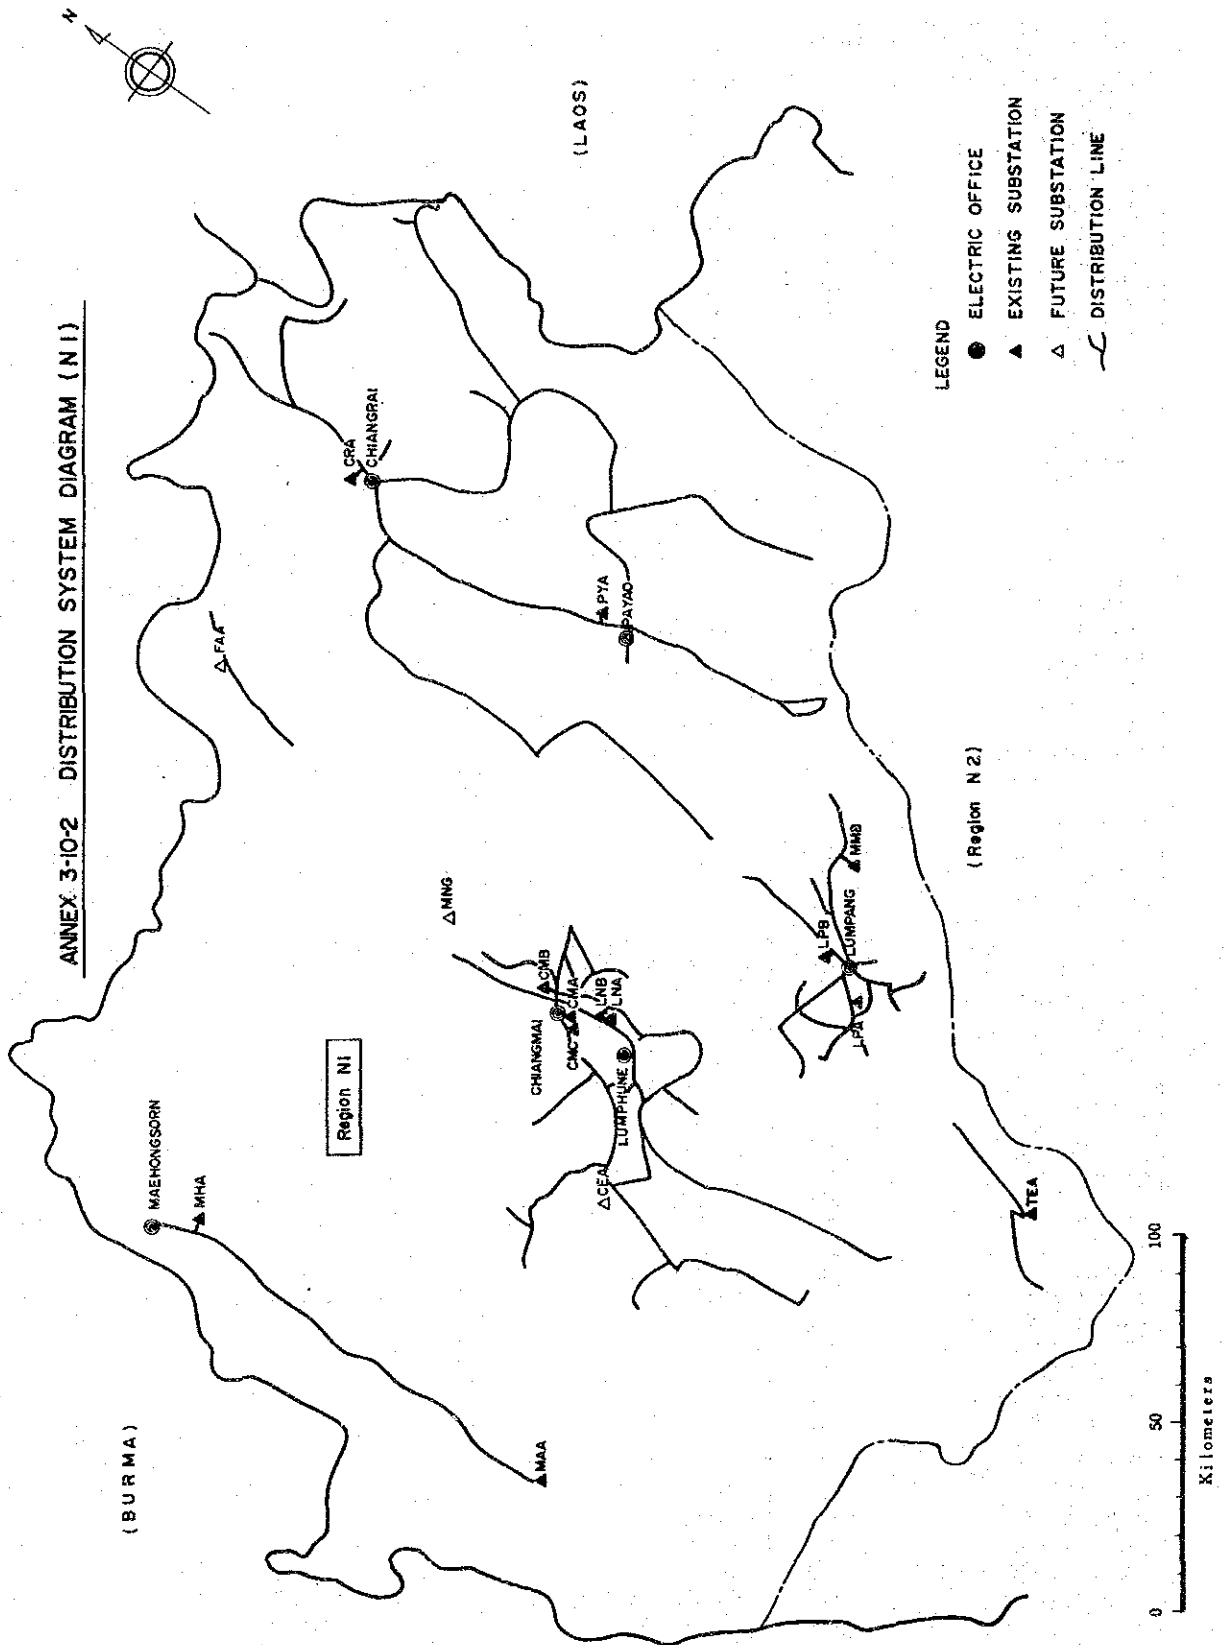 ANNEX 3-10-2 DISTRIBUTION SYSTEM DIAGRAM (N1)
N
(BURMA)
(LAOS)
Region N1
(Region N2)
MAEHONGSORN
MHA
MAA
FAA
CRA
CHIANGRAI
PYA
PAYAO
MNG
CHIANGMAI
CMB
CMA
CMC
LNB
LNA
LUMPHUNE
CEA
LPB
LUMPANG
LPA
MMB
TEA
LEGEND
ELECTRIC OFFICE
EXISTING SUBSTATION
FUTURE SUBSTATION
DISTRIBUTION LINE
0 50 100
Kilometers